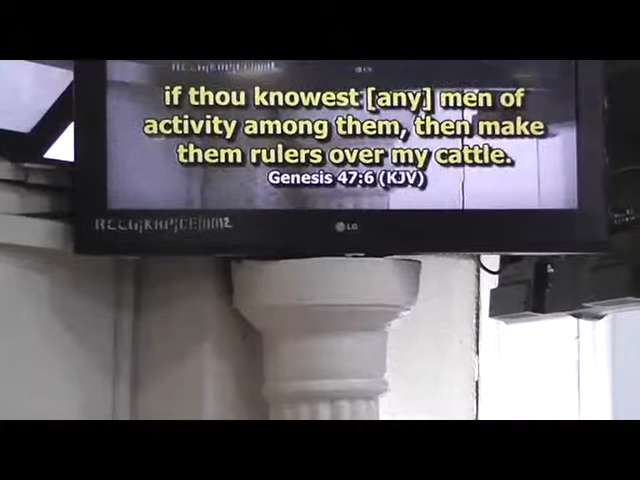 if thou knowest [any] men of
activity among them, then make
them rulers over my cattle.
Genesis 47:6 (KJV)
LG